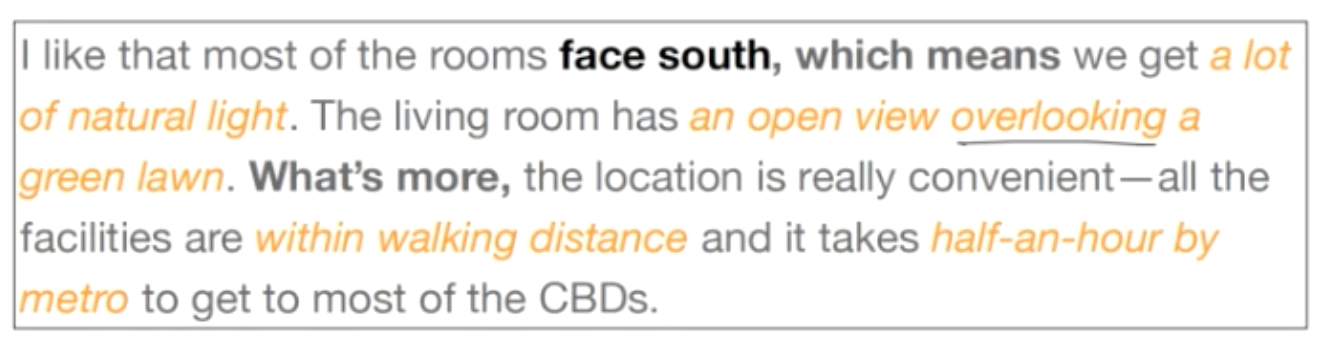 I like that most of the rooms face south, which means we get a lot
of natural light. The living room has an open view overlooking a
green lawn. What's more, the location is really convenient—all the
facilities are within walking distance and it takes half-an-hour by
metro to get to most of the CBDs.